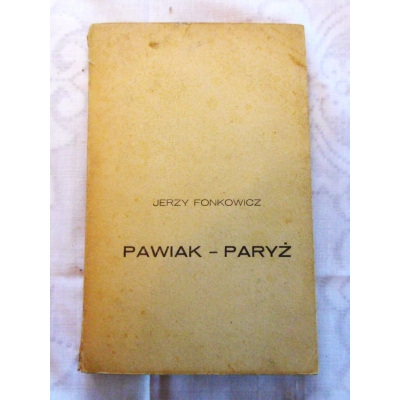 JERZY FONKOWICZ
PAWIAK – PARYŻ